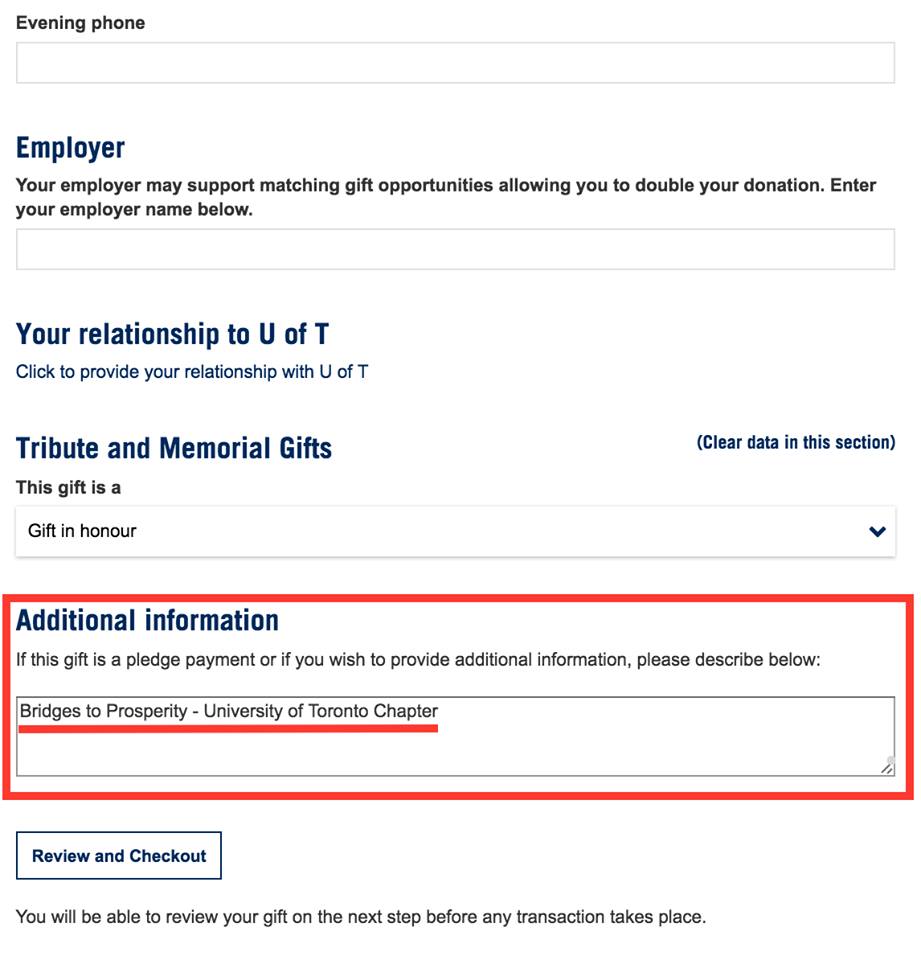 Evening phone
Employer
Your employer may support matching gift opportunities allowing you to double your donation. Enter
your employer name below.
Your relationship to U of T
Click to provide your relationship with U of T
Tribute and Memorial Gifts
(Clear data in this section)
This gift is a
Gift in honour
Additional information
If this gift is a pledge payment or if you wish to provide additional information, please describe below:
Bridges to Prosperity - University of Toronto Chapter
Review and Checkout
You will be able to review your gift on the next step before any transaction takes place.